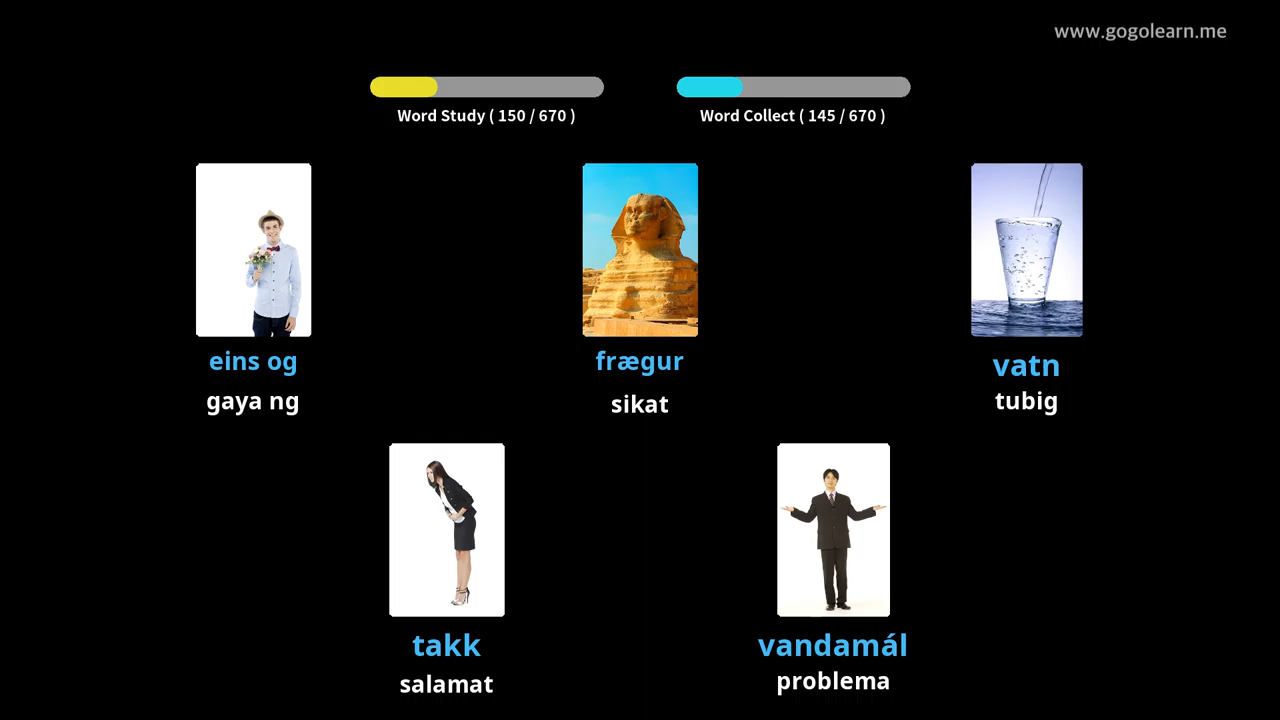 www.gogolearn.me
Word Study ( 150 / 670 )
Word Collect ( 145 / 670 )
eins og
gaya ng
frægur
sikat
vatn
tubig
takk
salamat
vandamál
problema